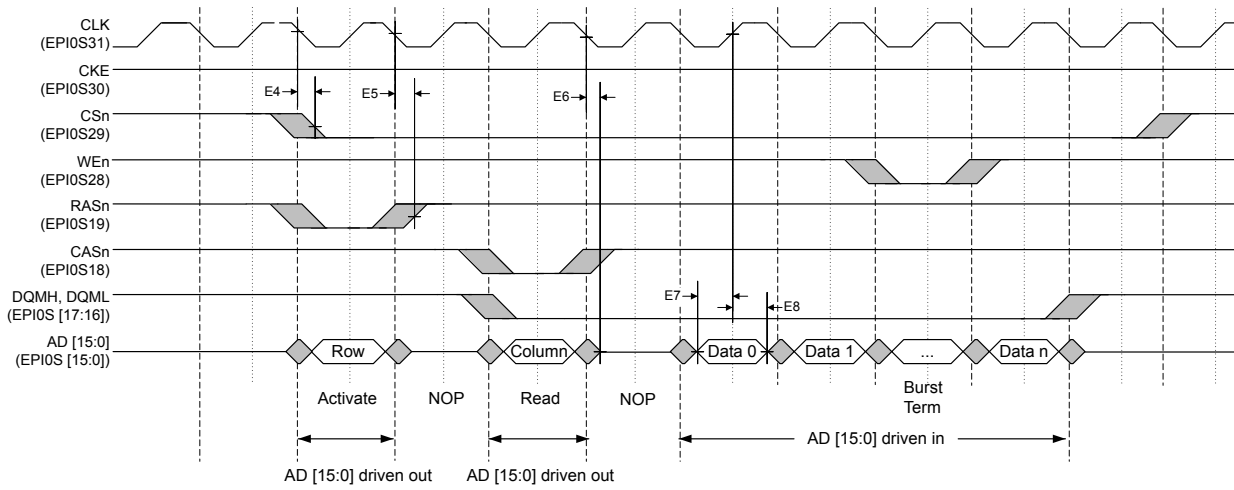 CLK
(EPI0S31)
CKE
(EPI0S30)
E4
E5
E6
CSn
(EPI0S29)
WEn
(EPI0S28)
RASn
(EPI0S19)
CASn
(EPI0S18)
DQMH, DQML
(EPI0S [17:16])
E7
E8
AD [15:0]
(EPI0S [15:0])
Row
Column
Data 0
Data 1
...
Data n
Activate
NOP
Read
NOP
Burst
Term
AD [15:0] driven in
AD [15:0] driven out
AD [15:0] driven out